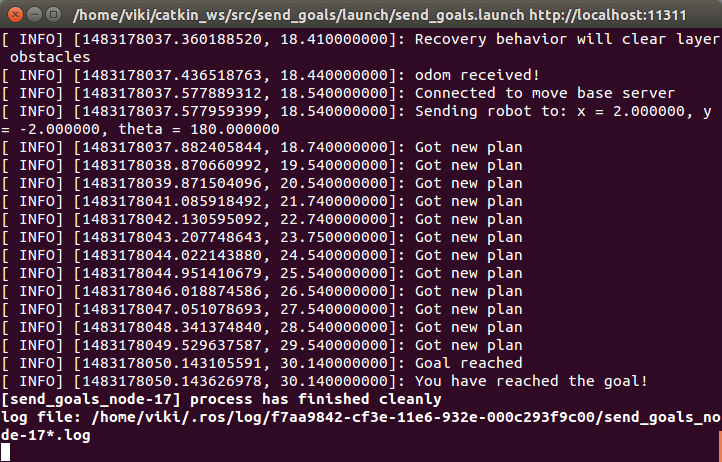 /home/viki/catkin_ws/src/send_goals/launch/send_goals.launch http://localhost:11311
[ INFO] [1483178037.360188520, 18.410000000]: Recovery behavior will clear layer
 obstacles
[ INFO] [1483178037.436518763, 18.440000000]: odom received!
[ INFO] [1483178037.577889312, 18.540000000]: Connected to move base server
[ INFO] [1483178037.577959399, 18.540000000]: Sending robot to: x = 2.000000, y
= -2.000000, theta = 180.000000
[ INFO] [1483178037.882405844, 18.740000000]: Got new plan
[ INFO] [1483178038.870660992, 19.540000000]: Got new plan
[ INFO] [1483178039.871504096, 20.540000000]: Got new plan
[ INFO] [1483178041.085918492, 21.740000000]: Got new plan
[ INFO] [1483178042.130595092, 22.740000000]: Got new plan
[ INFO] [1483178043.207748643, 23.750000000]: Got new plan
[ INFO] [1483178044.022143880, 24.540000000]: Got new plan
[ INFO] [1483178044.951410679, 25.540000000]: Got new plan
[ INFO] [1483178046.018874586, 26.540000000]: Got new plan
[ INFO] [1483178047.051078693, 27.540000000]: Got new plan
[ INFO] [1483178048.341374840, 28.540000000]: Got new plan
[ INFO] [1483178049.529637587, 29.540000000]: Got new plan
[ INFO] [1483178050.143105591, 30.140000000]: Goal reached
[ INFO] [1483178050.143626978, 30.140000000]: You have reached the goal!
[send_goals_node-17] process has finished cleanly
log file: /home/viki/.ros/log/f7aa9842-cf3e-11e6-932e-000c293f9c00/send_goals_no
de-17*.log